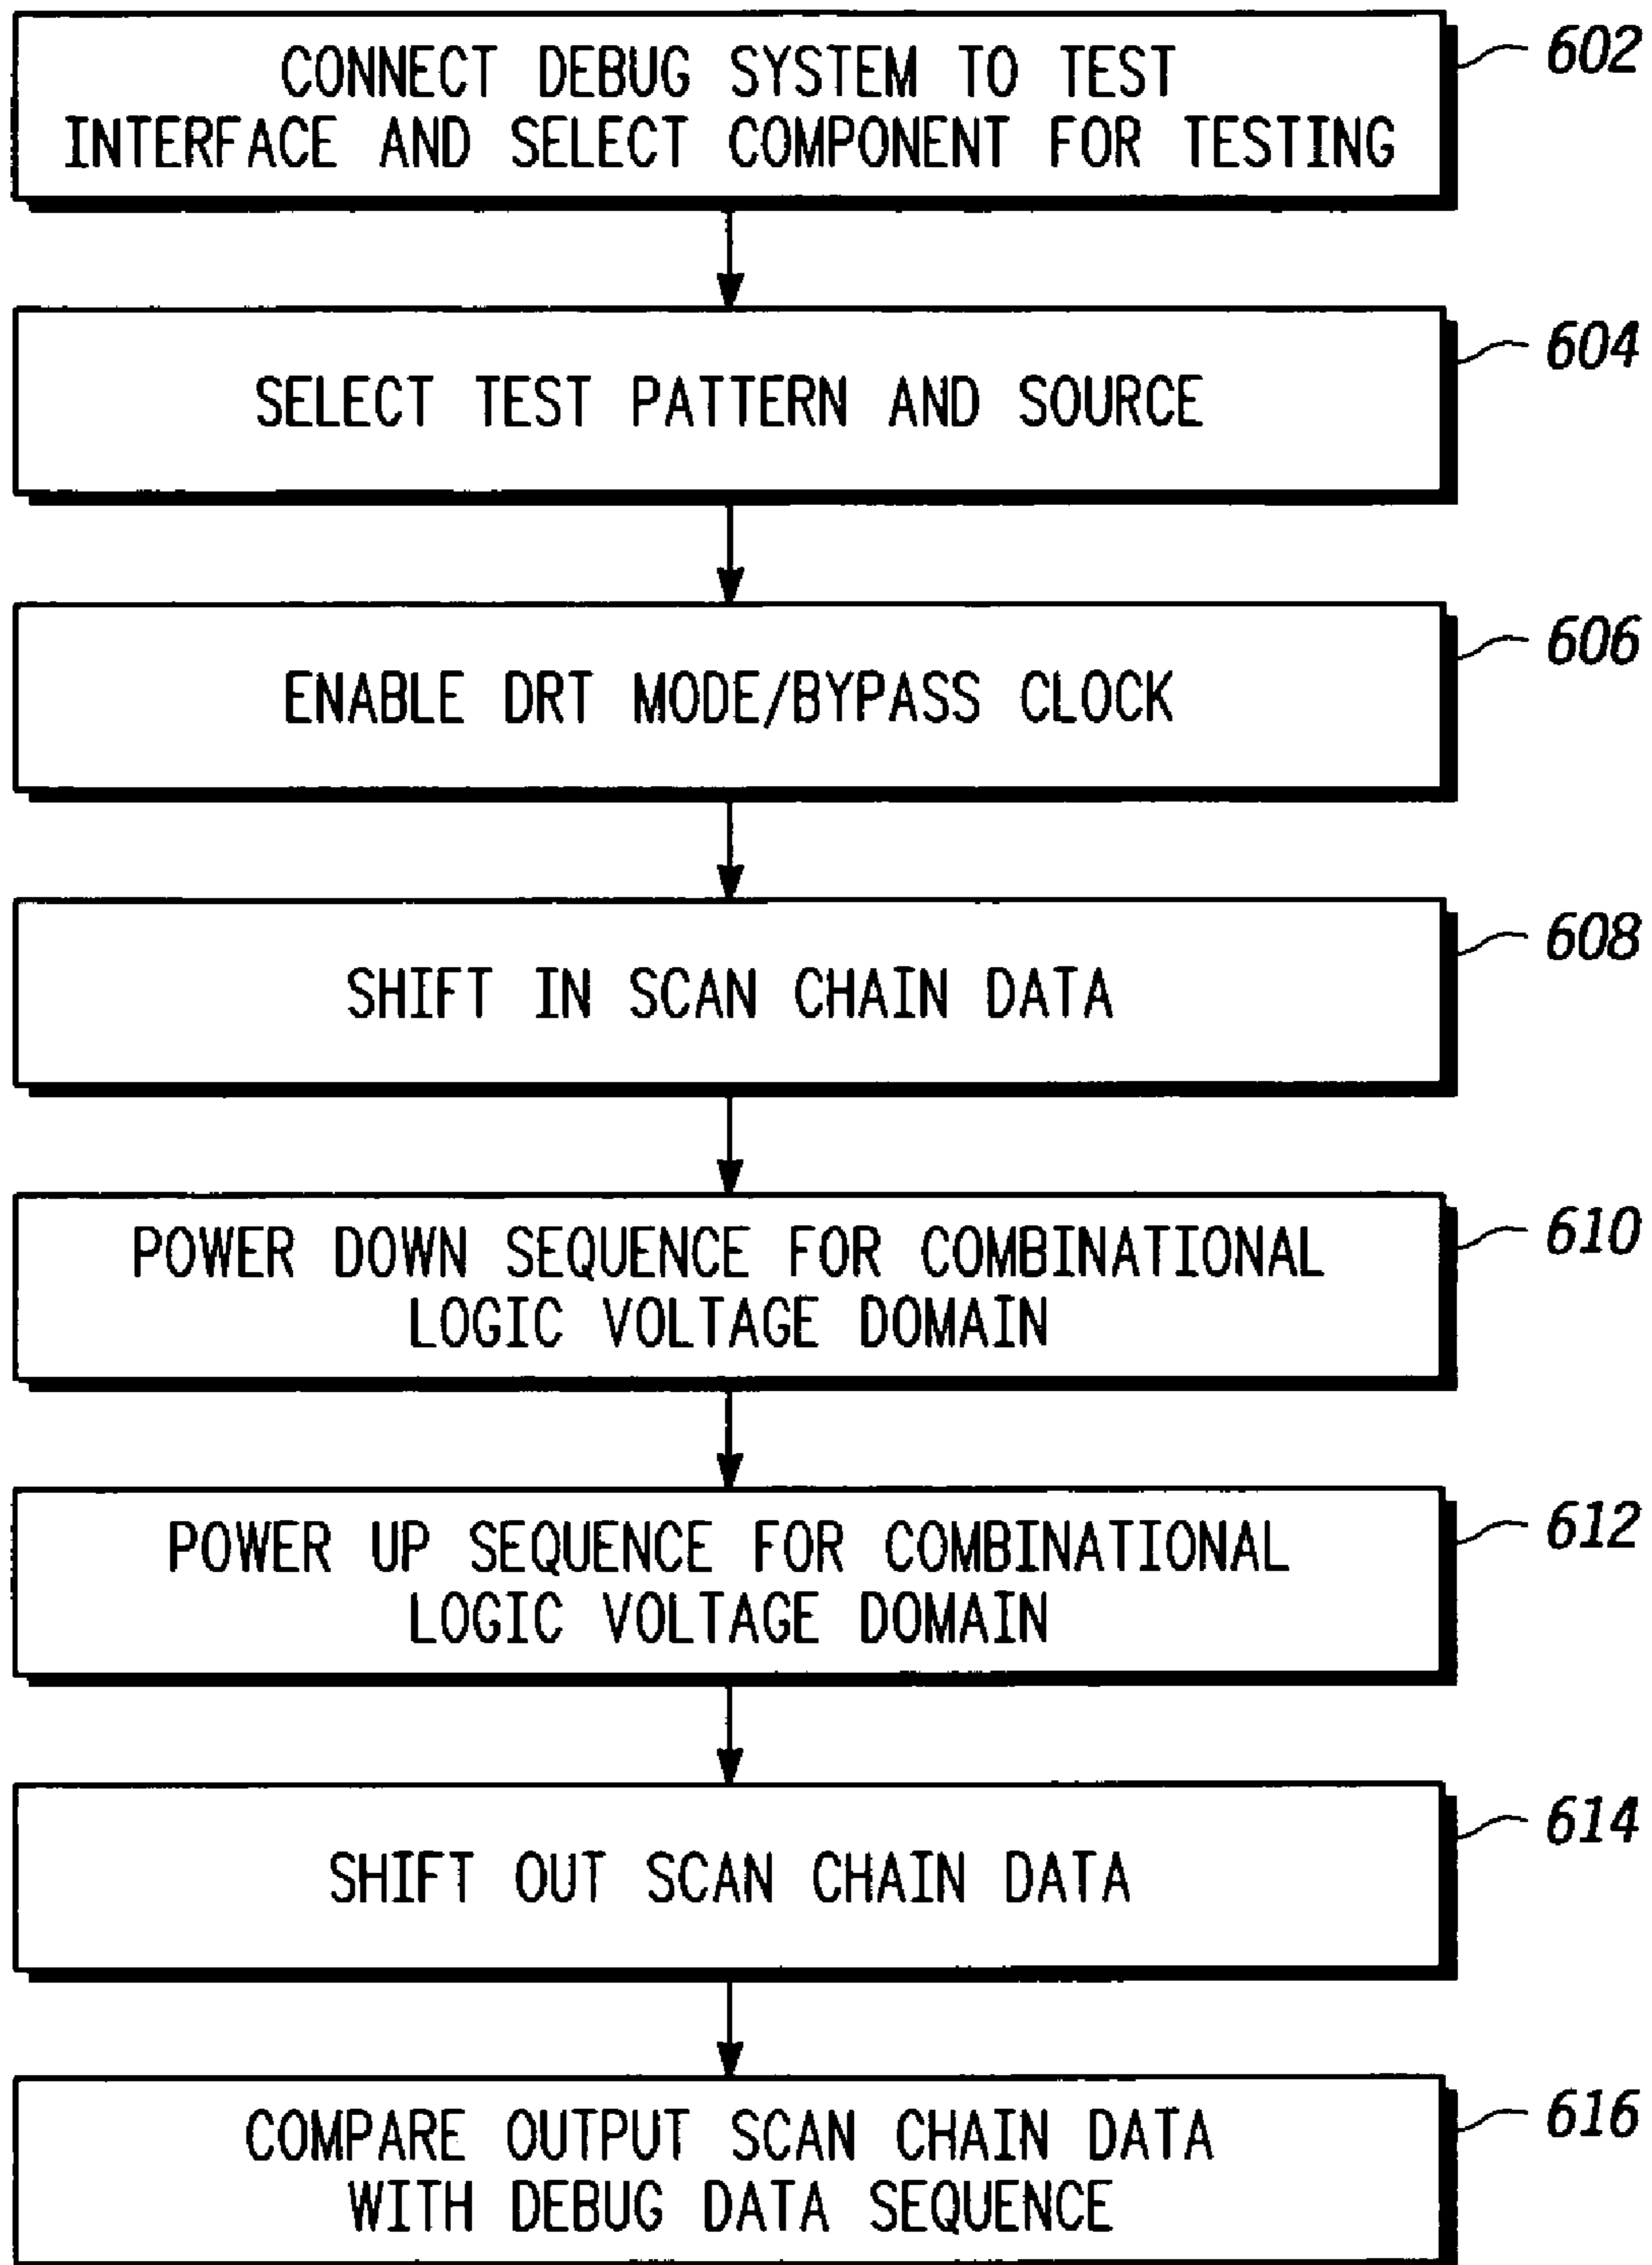 CONNECT DEBUG SYSTEM TO TEST
INTERFACE AND SELECT COMPONENT FOR TESTING
602
SELECT TEST PATTERN AND SOURCE
604
ENABLE DRT MODE/BYPASS CLOCK
606
SHIFT IN SCAN CHAIN DATA
608
POWER DOWN SEQUENCE FOR COMBINATIONAL
LOGIC VOLTAGE DOMAIN
610
POWER UP SEQUENCE FOR COMBINATIONAL
LOGIC VOLTAGE DOMAIN
612
SHIFT OUT SCAN CHAIN DATA
614
COMPARE OUTPUT SCAN CHAIN DATA
WITH DEBUG DATA SEQUENCE
616